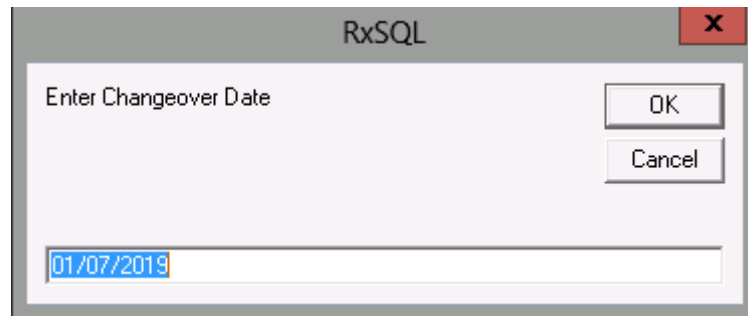 RxSQL
x
Enter Changeover Date
OK
Cancel
01/07/2019